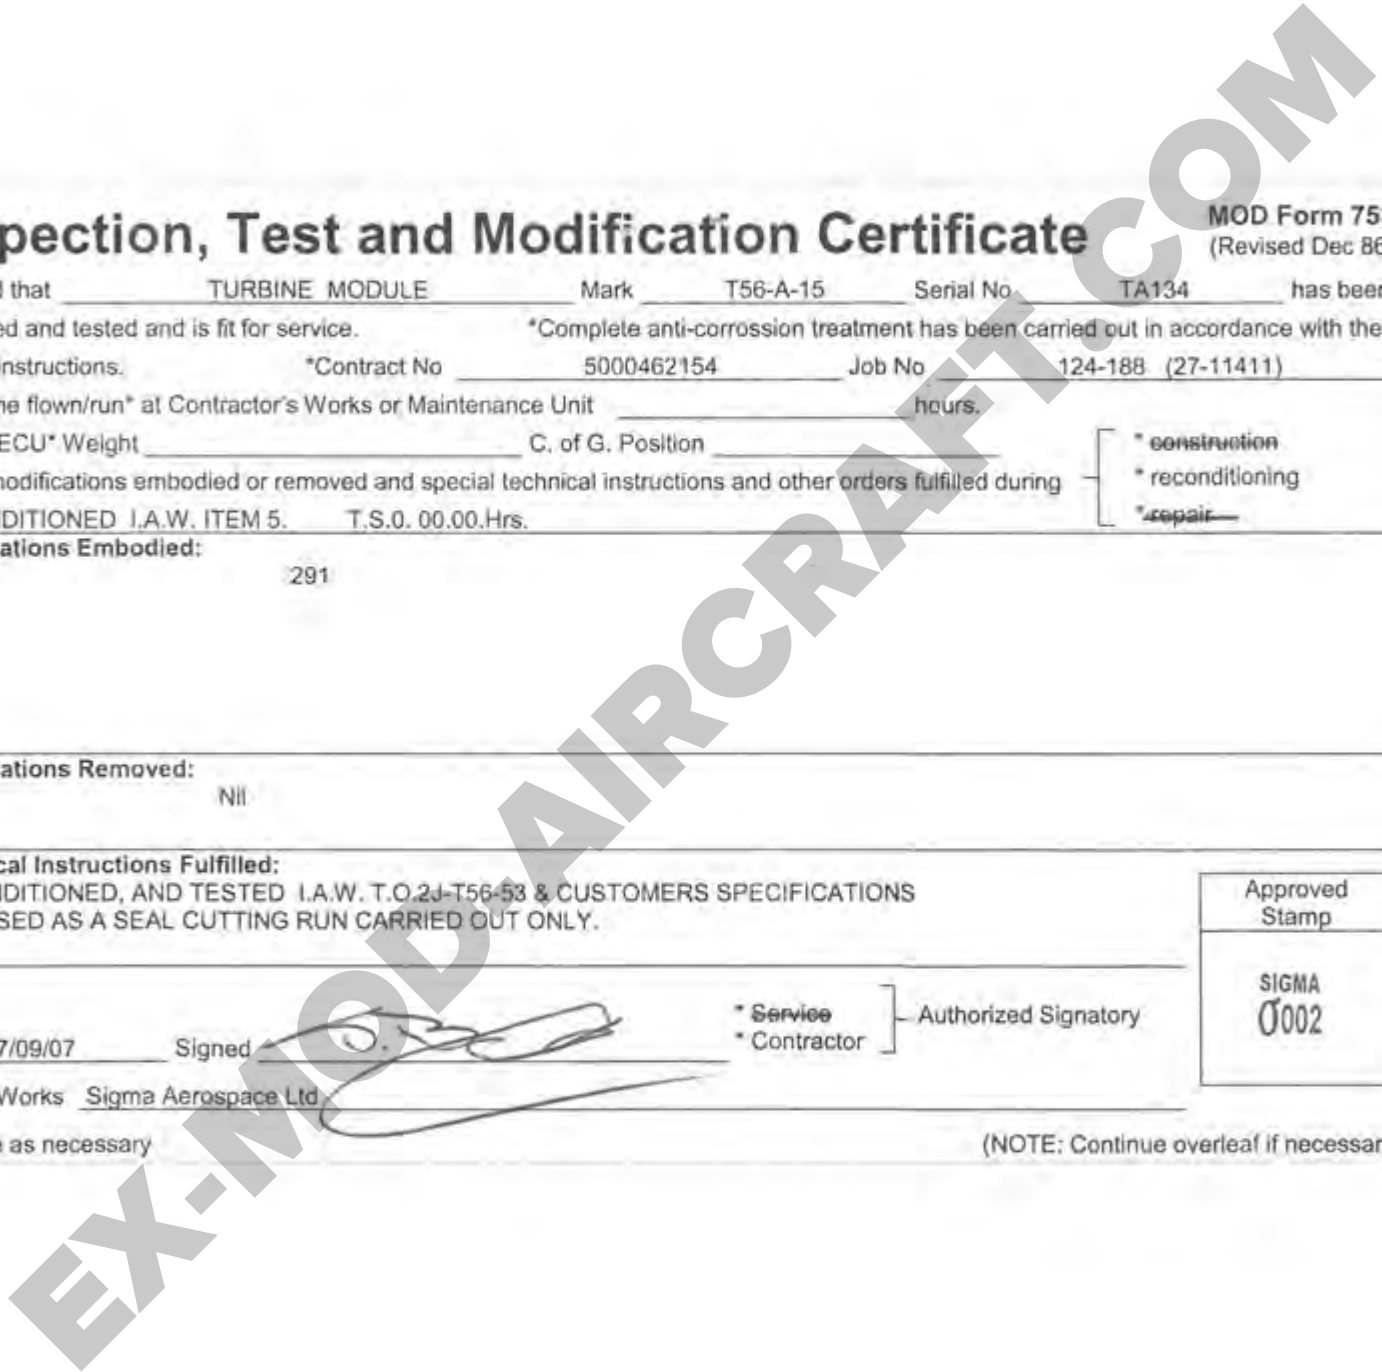 pection, Test and Modification Certificate
MOD Form 75
(Revised Dec 86
d that TURBINE MODULE Mark T56-A-15 Serial No TA134 has been
ed and tested and is fit for service. *Complete anti-corrossion treatment has been carried out in accordance with the
instructions. *Contract No 5000462154 Job No 124-188 (27-11411)
ne flown/run* at Contractor's Works or Maintenance Unit hours.
ECU* Weight C. of G. Position
* construction
modifications embodied or removed and special technical instructions and other orders fulfilled during
* reconditioning
* repair
DITIONED I.A.W. ITEM 5. T.S.0. 00.00.Hrs.
ations Embodied:
291
ations Removed:
Nil
cal Instructions Fulfilled:
DITIONED, AND TESTED I.A.W. T.O.2J-T56-53 & CUSTOMERS SPECIFICATIONS
SED AS A SEAL CUTTING RUN CARRIED OUT ONLY.
Approved
Stamp
SIGMA
0002
* Service
* Contractor
Authorized Signatory
7/09/07 Signed
Works Sigma Aerospace Ltd
e as necessary
(NOTE: Continue overleaf if necessar
EX-MOD-AIRCRAFT.COM